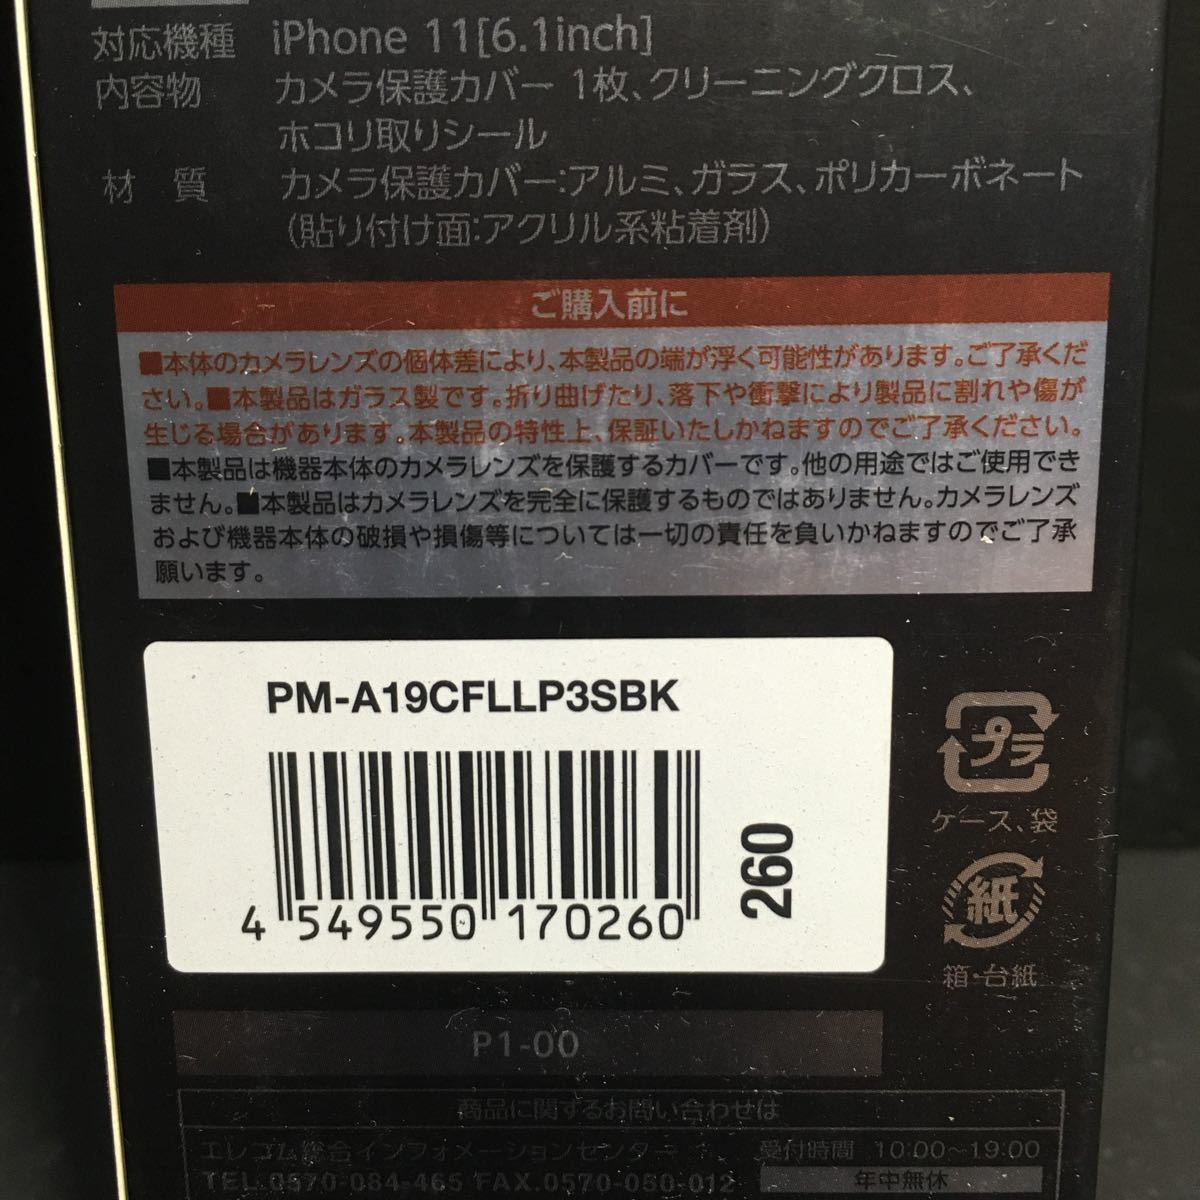 対応機種 iPhone 11[6.1inch]
内容物 カメラ保護カバー 1枚、クリーニングクロス、
ホコリ取りシール
材 質 カメラ保護カバー:アルミ、ガラス、ポリカーボネート
(貼り付け面:アクリル系粘着剤)
ご購入前に
■本体のカメラレンズの個体差により、本製品の端が浮く可能性があります。ご了承くだ
さい。■本製品はガラス製です。折り曲げたり、落下や衝撃により製品に割れや傷が
生じる場合があります。本製品の特性上、保証いたしかねますのでご了承ください。
■本製品は機器本体のカメラレンズを保護するカバーです。他の用途ではご使用でき
ません。■本製品はカメラレンズを完全に保護するものではありません。カメラレンズ
および機器本体の破損や損傷等については一切の責任を負いかねますのでご了承
願います。
PM-A19CFLLP3SBK
260
4 549550 170260
プラ
ケース、袋
紙
箱・台紙
P1-00
商品に関するお問い合わせは
エレコム総合インフォメーションセンター 受付時間 10:00～19:00
TEL.0570-084-465 FAX.0570-050-012 年中無休